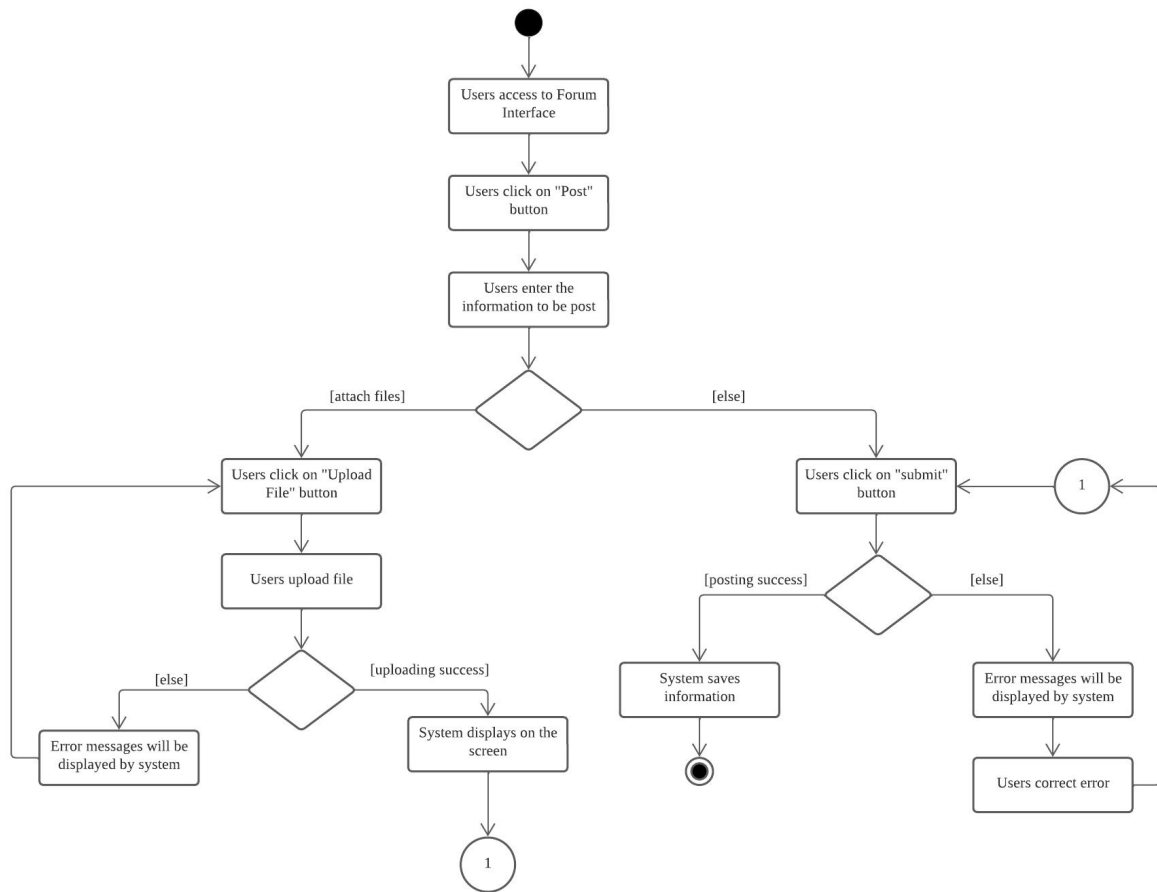 Users access to Forum
Interface
Users click on "Post"
button
Users enter the
information to be post
[attach files]
[else]
Users click on "Upload
File" button
Users click on "submit"
button
1
Users upload file
[posting success]
[else]
[else]
[uploading success]
System saves
information
Error messages will be
displayed by system
Error messages will be
displayed by system
System displays on the
screen
Users correct error
1